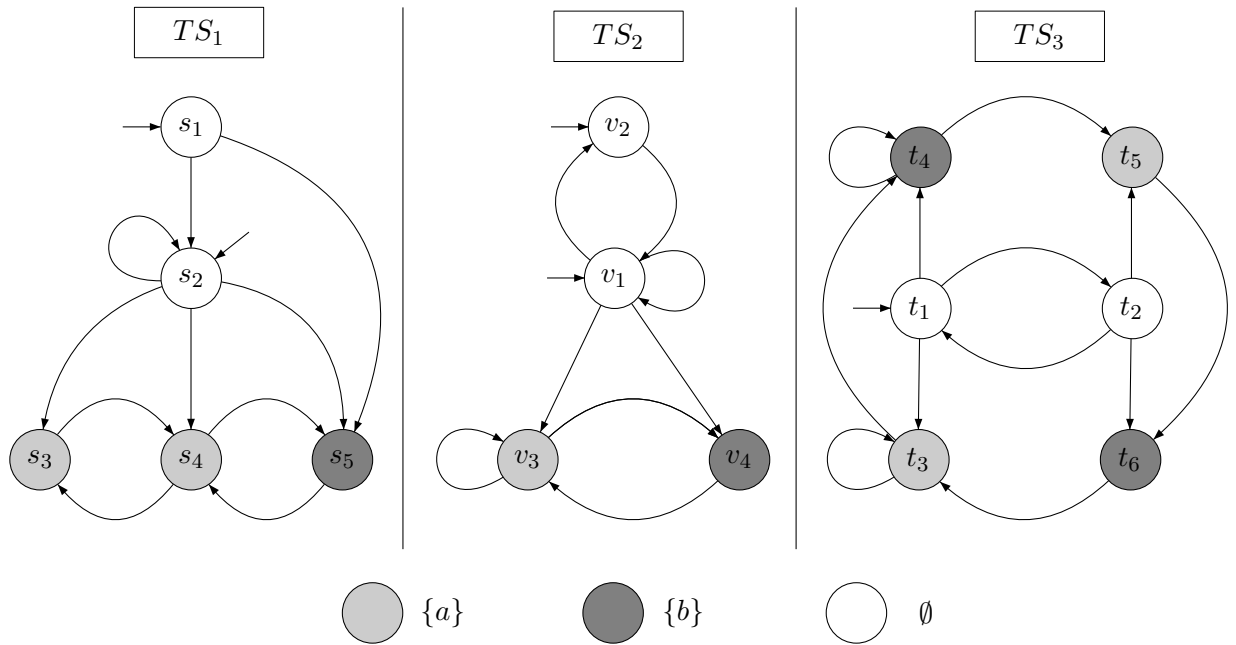 TS₁ TS₂ TS₃
s₁ v₂
t₄ t₅
s₂ v₁
t₁ t₂
s₃ s₄ s₅ v₃ v₄ t₃ t₆
{a} {b} ∅